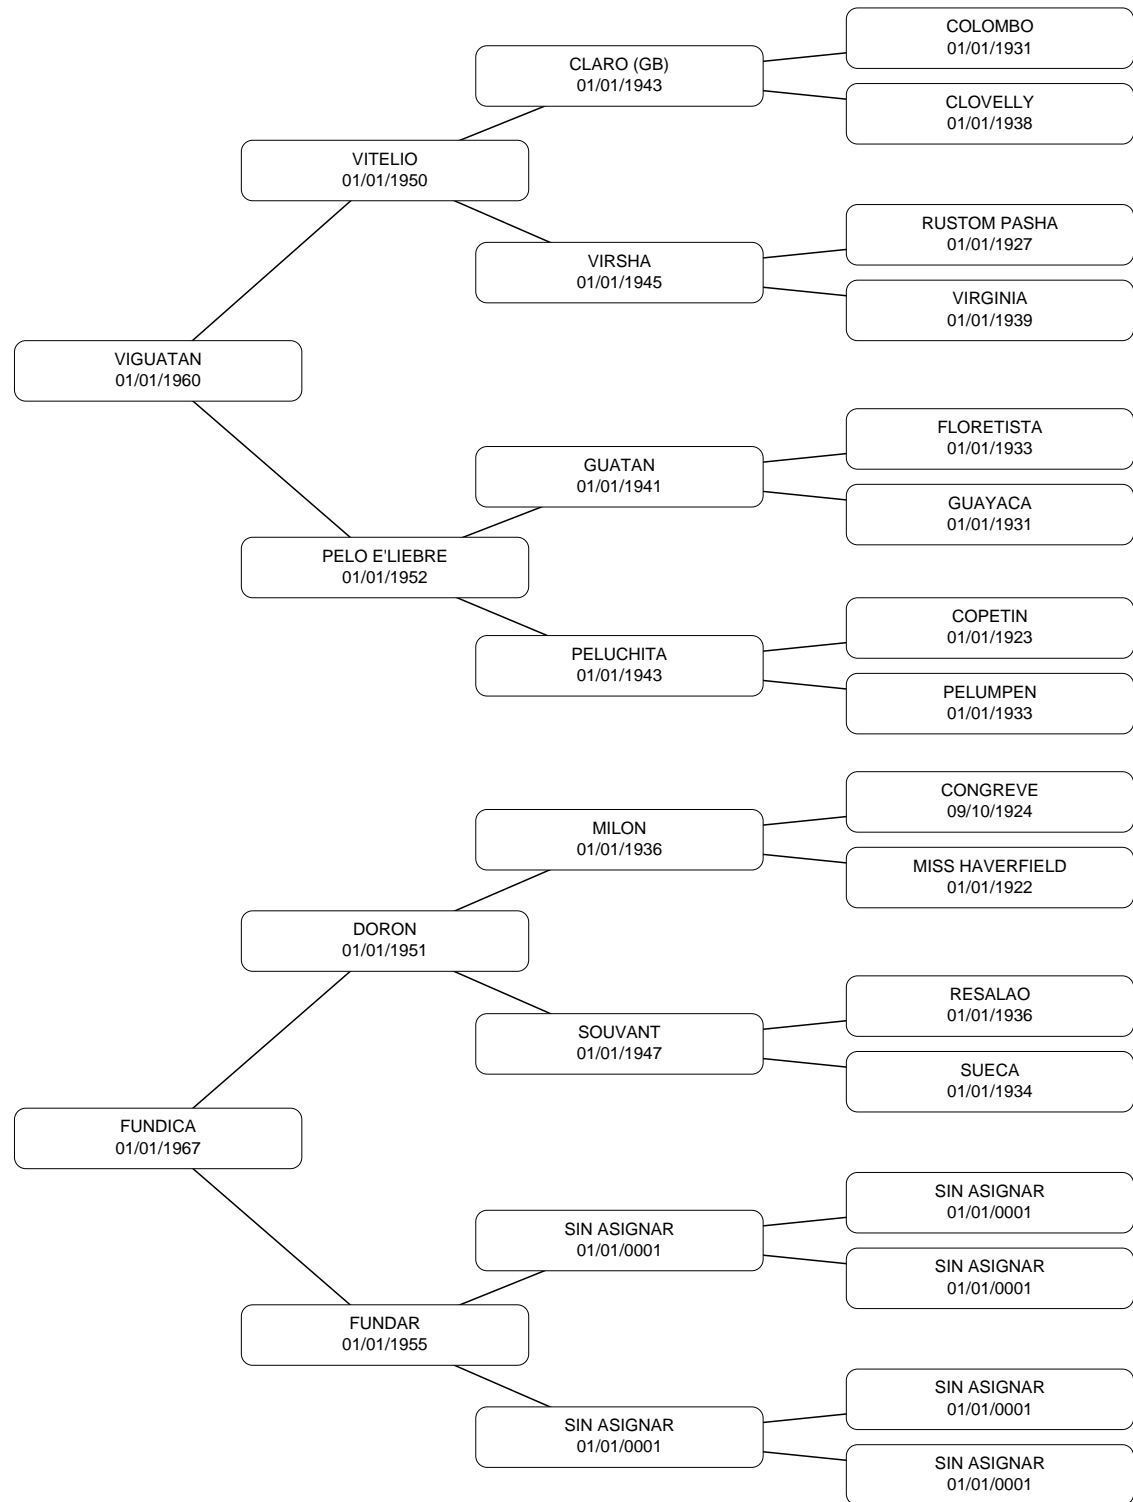 COLOMBO
01/01/1931
CLARO (GB)
01/01/1943
CLOVELLY
01/01/1938
VITELIO
01/01/1950
RUSTOM PASHA
01/01/1927
VIRSHA
01/01/1945
VIRGINIA
01/01/1939
VIGUATAN
01/01/1960
FLORETISTA
01/01/1933
GUATAN
01/01/1941
GUAYACA
01/01/1931
PELO E'LIEBRE
01/01/1952
COPETIN
01/01/1923
PELUCHITA
01/01/1943
PELUMPEN
01/01/1933
CONGREVE
09/10/1924
MILON
01/01/1936
MISS HAVERFIELD
01/01/1922
DORON
01/01/1951
RESALAO
01/01/1936
SOUVANT
01/01/1947
SUECA
01/01/1934
FUNDICA
01/01/1967
SIN ASIGNAR
01/01/0001
SIN ASIGNAR
01/01/0001
SIN ASIGNAR
01/01/0001
FUNDAR
01/01/1955
SIN ASIGNAR
01/01/0001
SIN ASIGNAR
01/01/0001
SIN ASIGNAR
01/01/0001